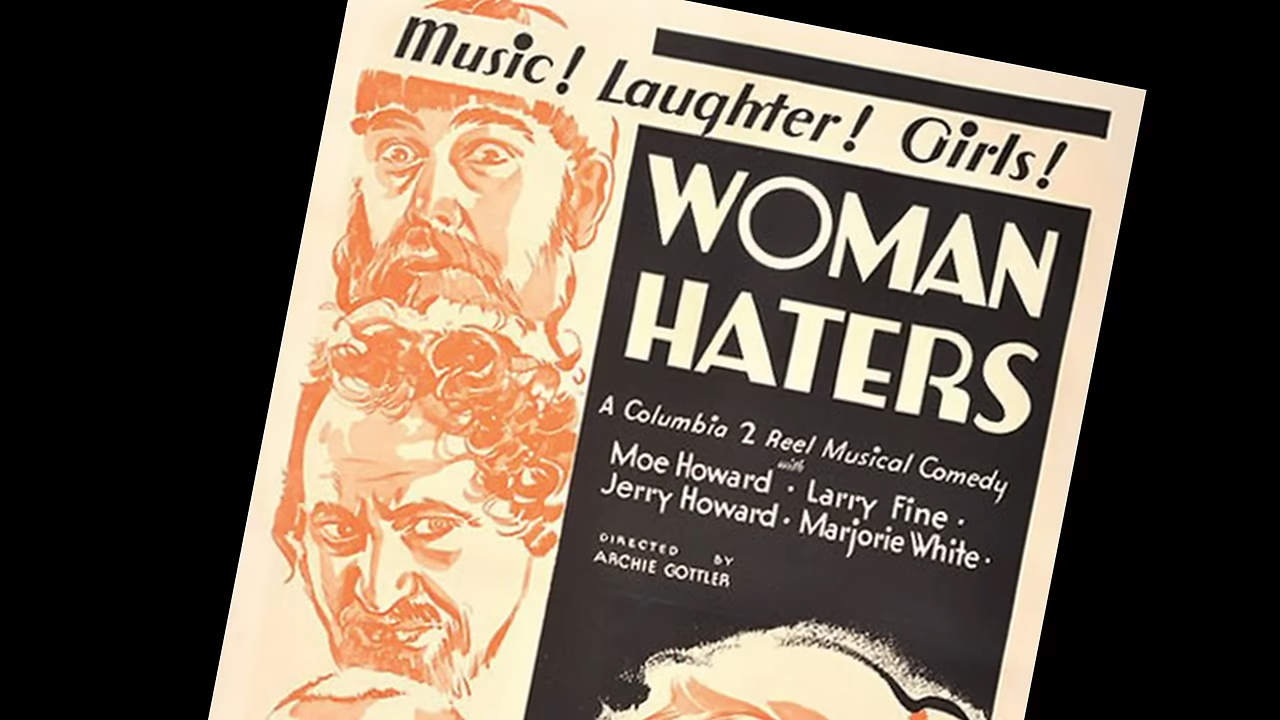 Music! Laughter! Girls!
WOMAN
HATERS
A Columbia 2 Reel Musical Comedy
with
Moe Howard · Larry Fine ·
Jerry Howard · Marjorie White ·
DIRECTED BY
ARCHIE GOTTLER